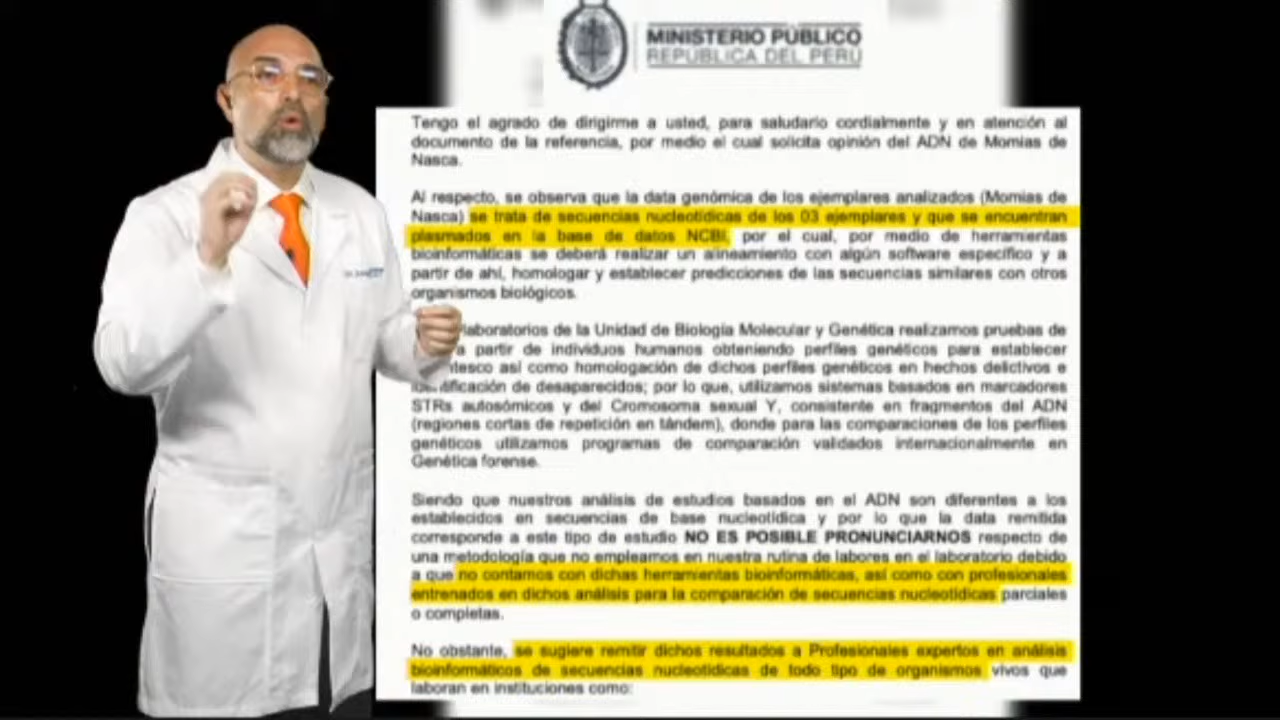 MINISTERIO PÚBLICO
REPÚBLICA DEL PERÚ
Tengo el agrado de dirigirme a usted, para saludarlo cordialmente y en atención al
documento de la referencia, por medio el cual solicita opinión del ADN de Momias de
Nasca.
Al respecto, se observa que la data genómica de los ejemplares analizados (Momias de
Nasca) se trata de secuencias nucleotídicas de los 03 ejemplares y que se encuentran
plasmados en la base de datos NCBI, por el cual, por medio de herramientas
bioinformáticas se deberá realizar un alineamiento con algún software específico y a
partir de ahí, homologar y establecer predicciones de las secuencias similares con otros
organismos biológicos.
laboratorios de la Unidad de Biología Molecular y Genética realizamos pruebas de
a partir de individuos humanos obteniendo perfiles genéticos para establecer
así como homologación de dichos perfiles genéticos en hechos delictivos e
de desaparecidos; por lo que, utilizamos sistemas basados en marcadores
STRs autosómicos y del Cromosoma sexual Y, consistente en fragmentos del ADN
(regiones cortas de repetición en tándem), donde para las comparaciones de los perfiles
genéticos utilizamos programas de comparación validados internacionalmente en
Genética forense.
Siendo que nuestros análisis de estudios basados en el ADN son diferentes a los
establecidos en secuencias de base nucleotídica y por lo que la data remitida
corresponde a este tipo de estudio NO ES POSIBLE PRONUNCIARNOS respecto de
una metodología que no empleamos en nuestra rutina de labores en el laboratorio debido
a que no contamos con dichas herramientas bioinformáticas, así como con profesionales
entrenados en dichos análisis para la comparación de secuencias nucleotídicas parciales
o completas.
No obstante, se sugiere remitir dichos resultados a Profesionales expertos en análisis
bioinformáticos de secuencias nucleotídicas de todo tipo de organismos vivos que
laboran en instituciones como: